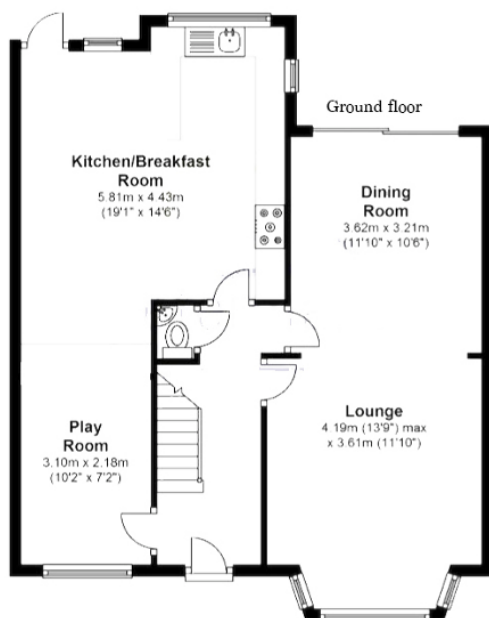 Ground floor
Kitchen/Breakfast
Room
5.81m x 4.43m
(19'1" x 14'6")
Dining
Room
3.62m x 3.21m
(11'10" x 10'6")
Play
Room
3.10m x 2.18m
(10'2" x 7'2")
Lounge
4.19m (13'9") max
x 3.61m (11'10")